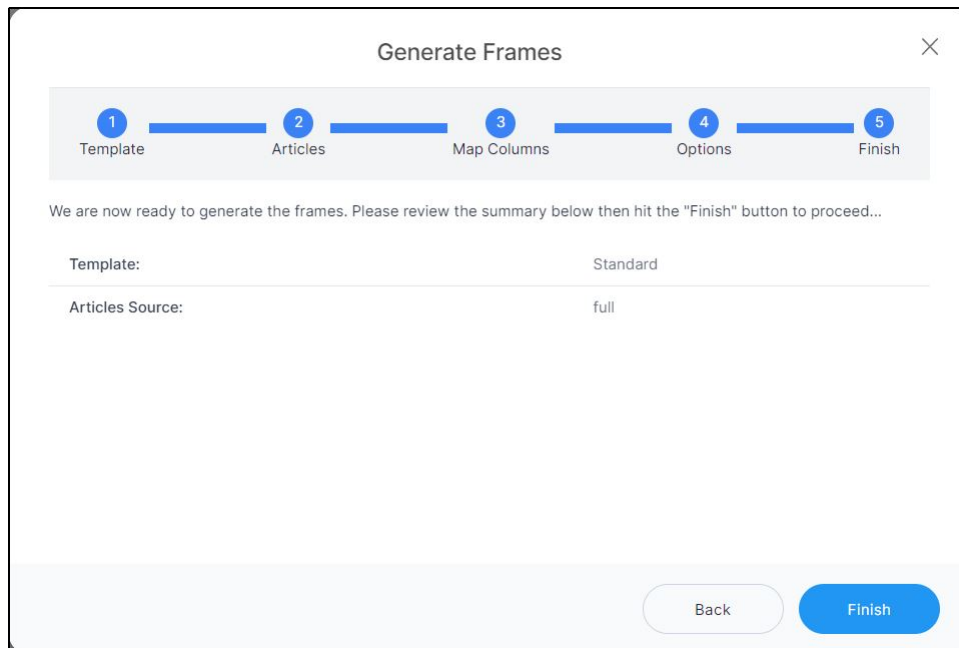 Generate Frames
1 2 3 4 5
Template Articles Map Columns Options Finish
We are now ready to generate the frames. Please review the summary below then hit the "Finish" button to proceed...
Template: Standard
Articles Source: full
Back Finish